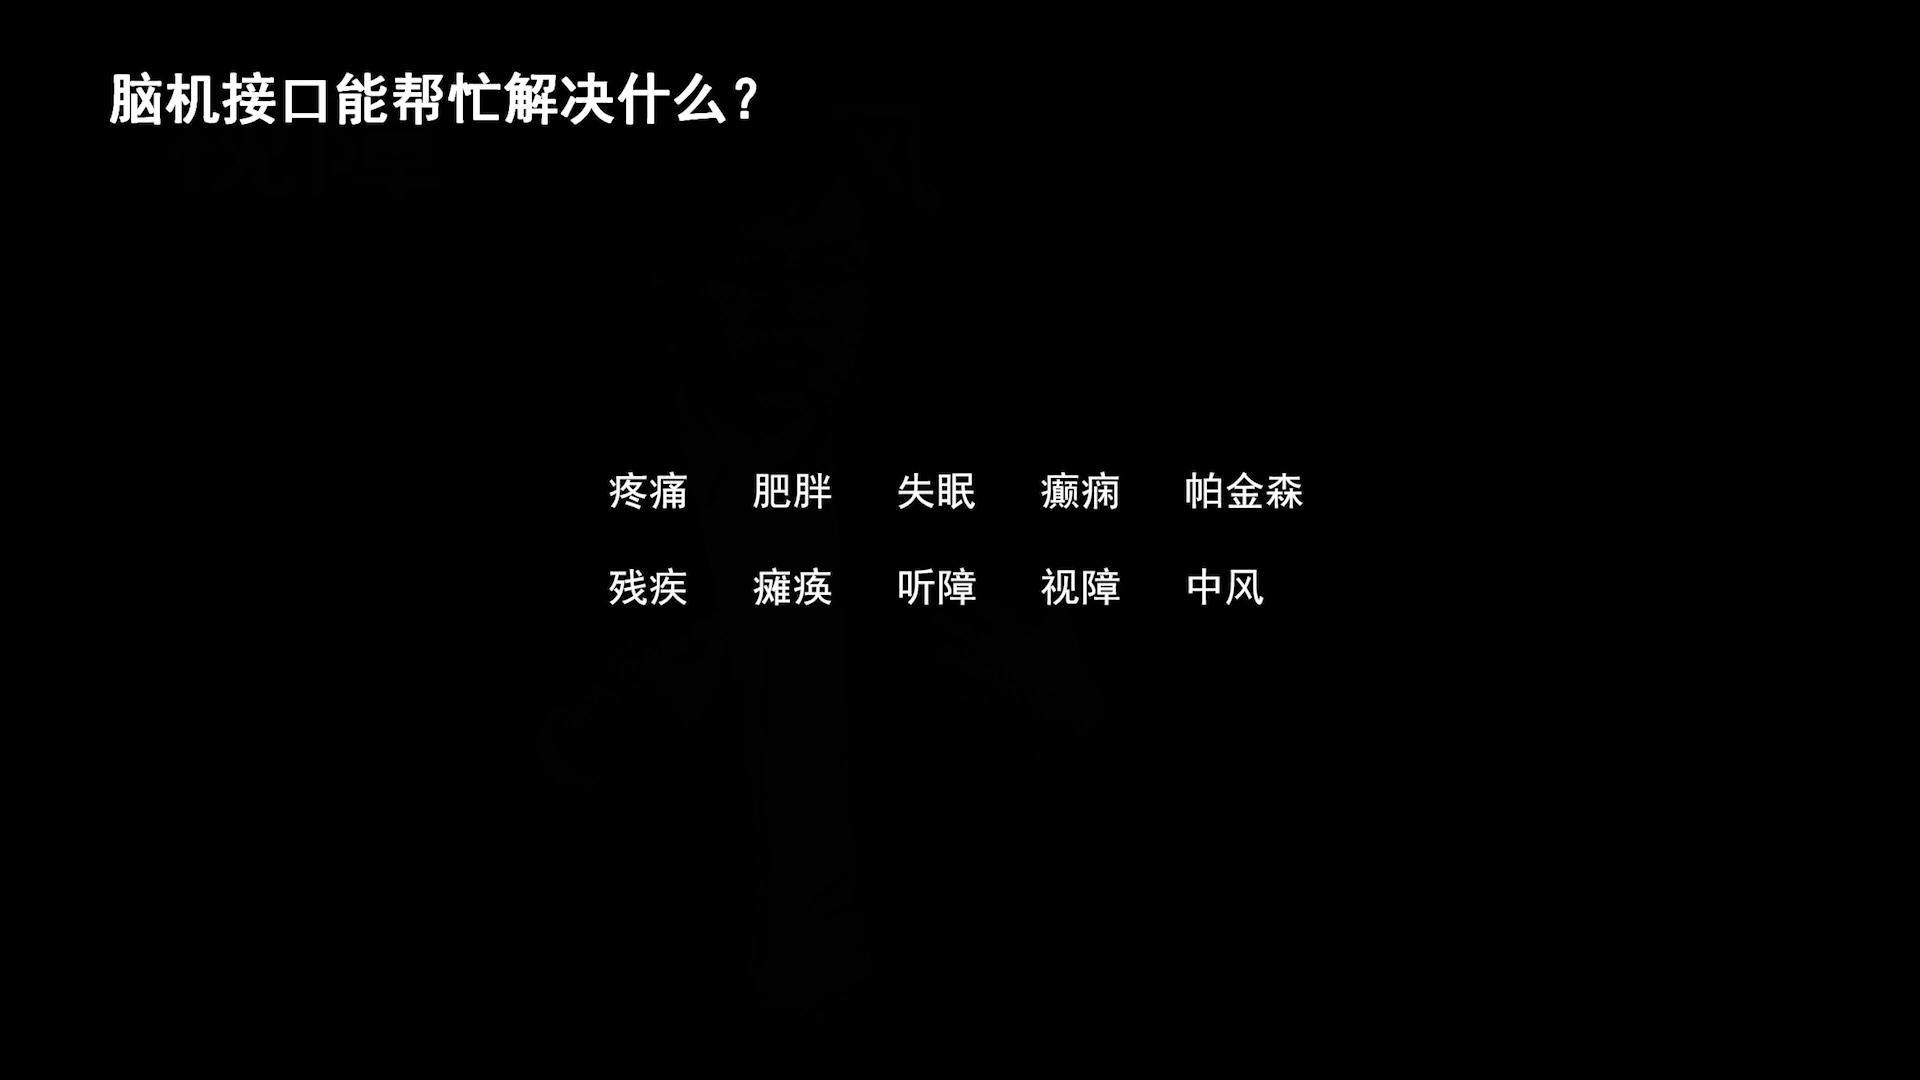 脑机接口能帮忙解决什么？
疼痛 肥胖 失眠 癫痫 帕金森
残疾 瘫痪 听障 视障 中风